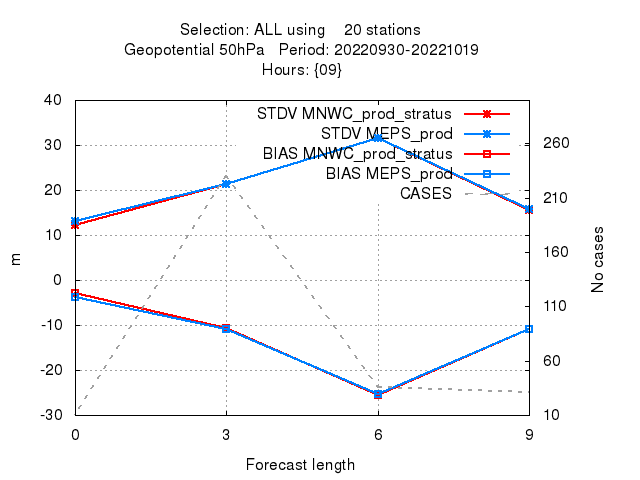 Selection: ALL using    20 stations
Geopotential 50hPa   Period: 20220930-20221019
Hours: {09}
STDV MNWC_prod_stratus
STDV MEPS_prod
BIAS MNWC_prod_stratus
BIAS MEPS_prod
CASES
40
30
20
10
0
-10
-20
-30
m
260
210
160
110
60
10
No cases
0 3 6 9
Forecast length